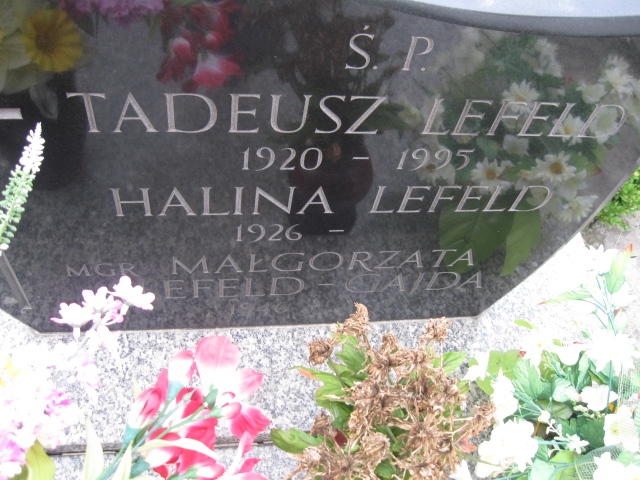 Ś. P.
TADEUSZ LEFELD
1920 - 1995
HALINA LEFELD
1926 -
MGR MAŁGORZATA
LEFELD - GAJDA